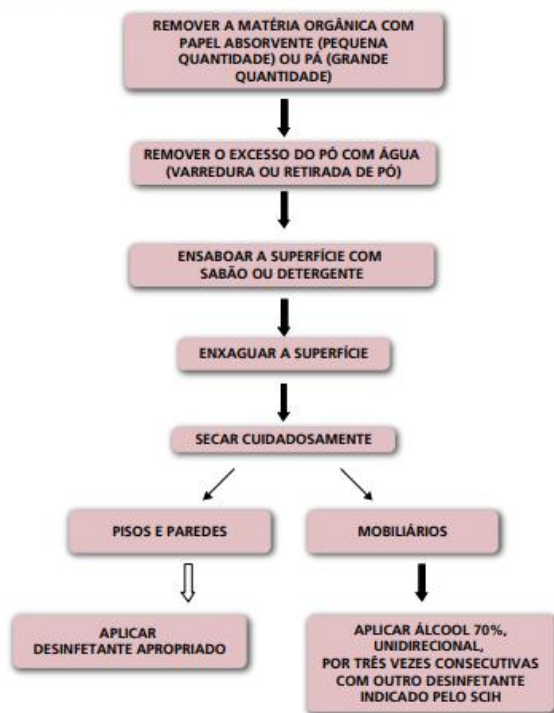 REMOVER A MATÉRIA ORGÂNICA COM
PAPEL ABSORVENTE (PEQUENA
QUANTIDADE) OU PÁ (GRANDE
QUANTIDADE)
REMOVER O EXCESSO DO PÓ COM ÁGUA
(VARREDURA OU RETIRADA DE PÓ)
ENSABOAR A SUPERFÍCIE COM
SABÃO OU DETERGENTE
ENXAGUAR A SUPERFÍCIE
SECAR CUIDADOSAMENTE
PISOS E PAREDES
MOBILIÁRIOS
APLICAR
DESINFETANTE APROPRIADO
APLICAR ÁLCOOL 70%,
UNIDIRECIONAL,
POR TRÊS VEZES CONSECUTIVAS
COM OUTRO DESINFETANTE
INDICADO PELO SCIH